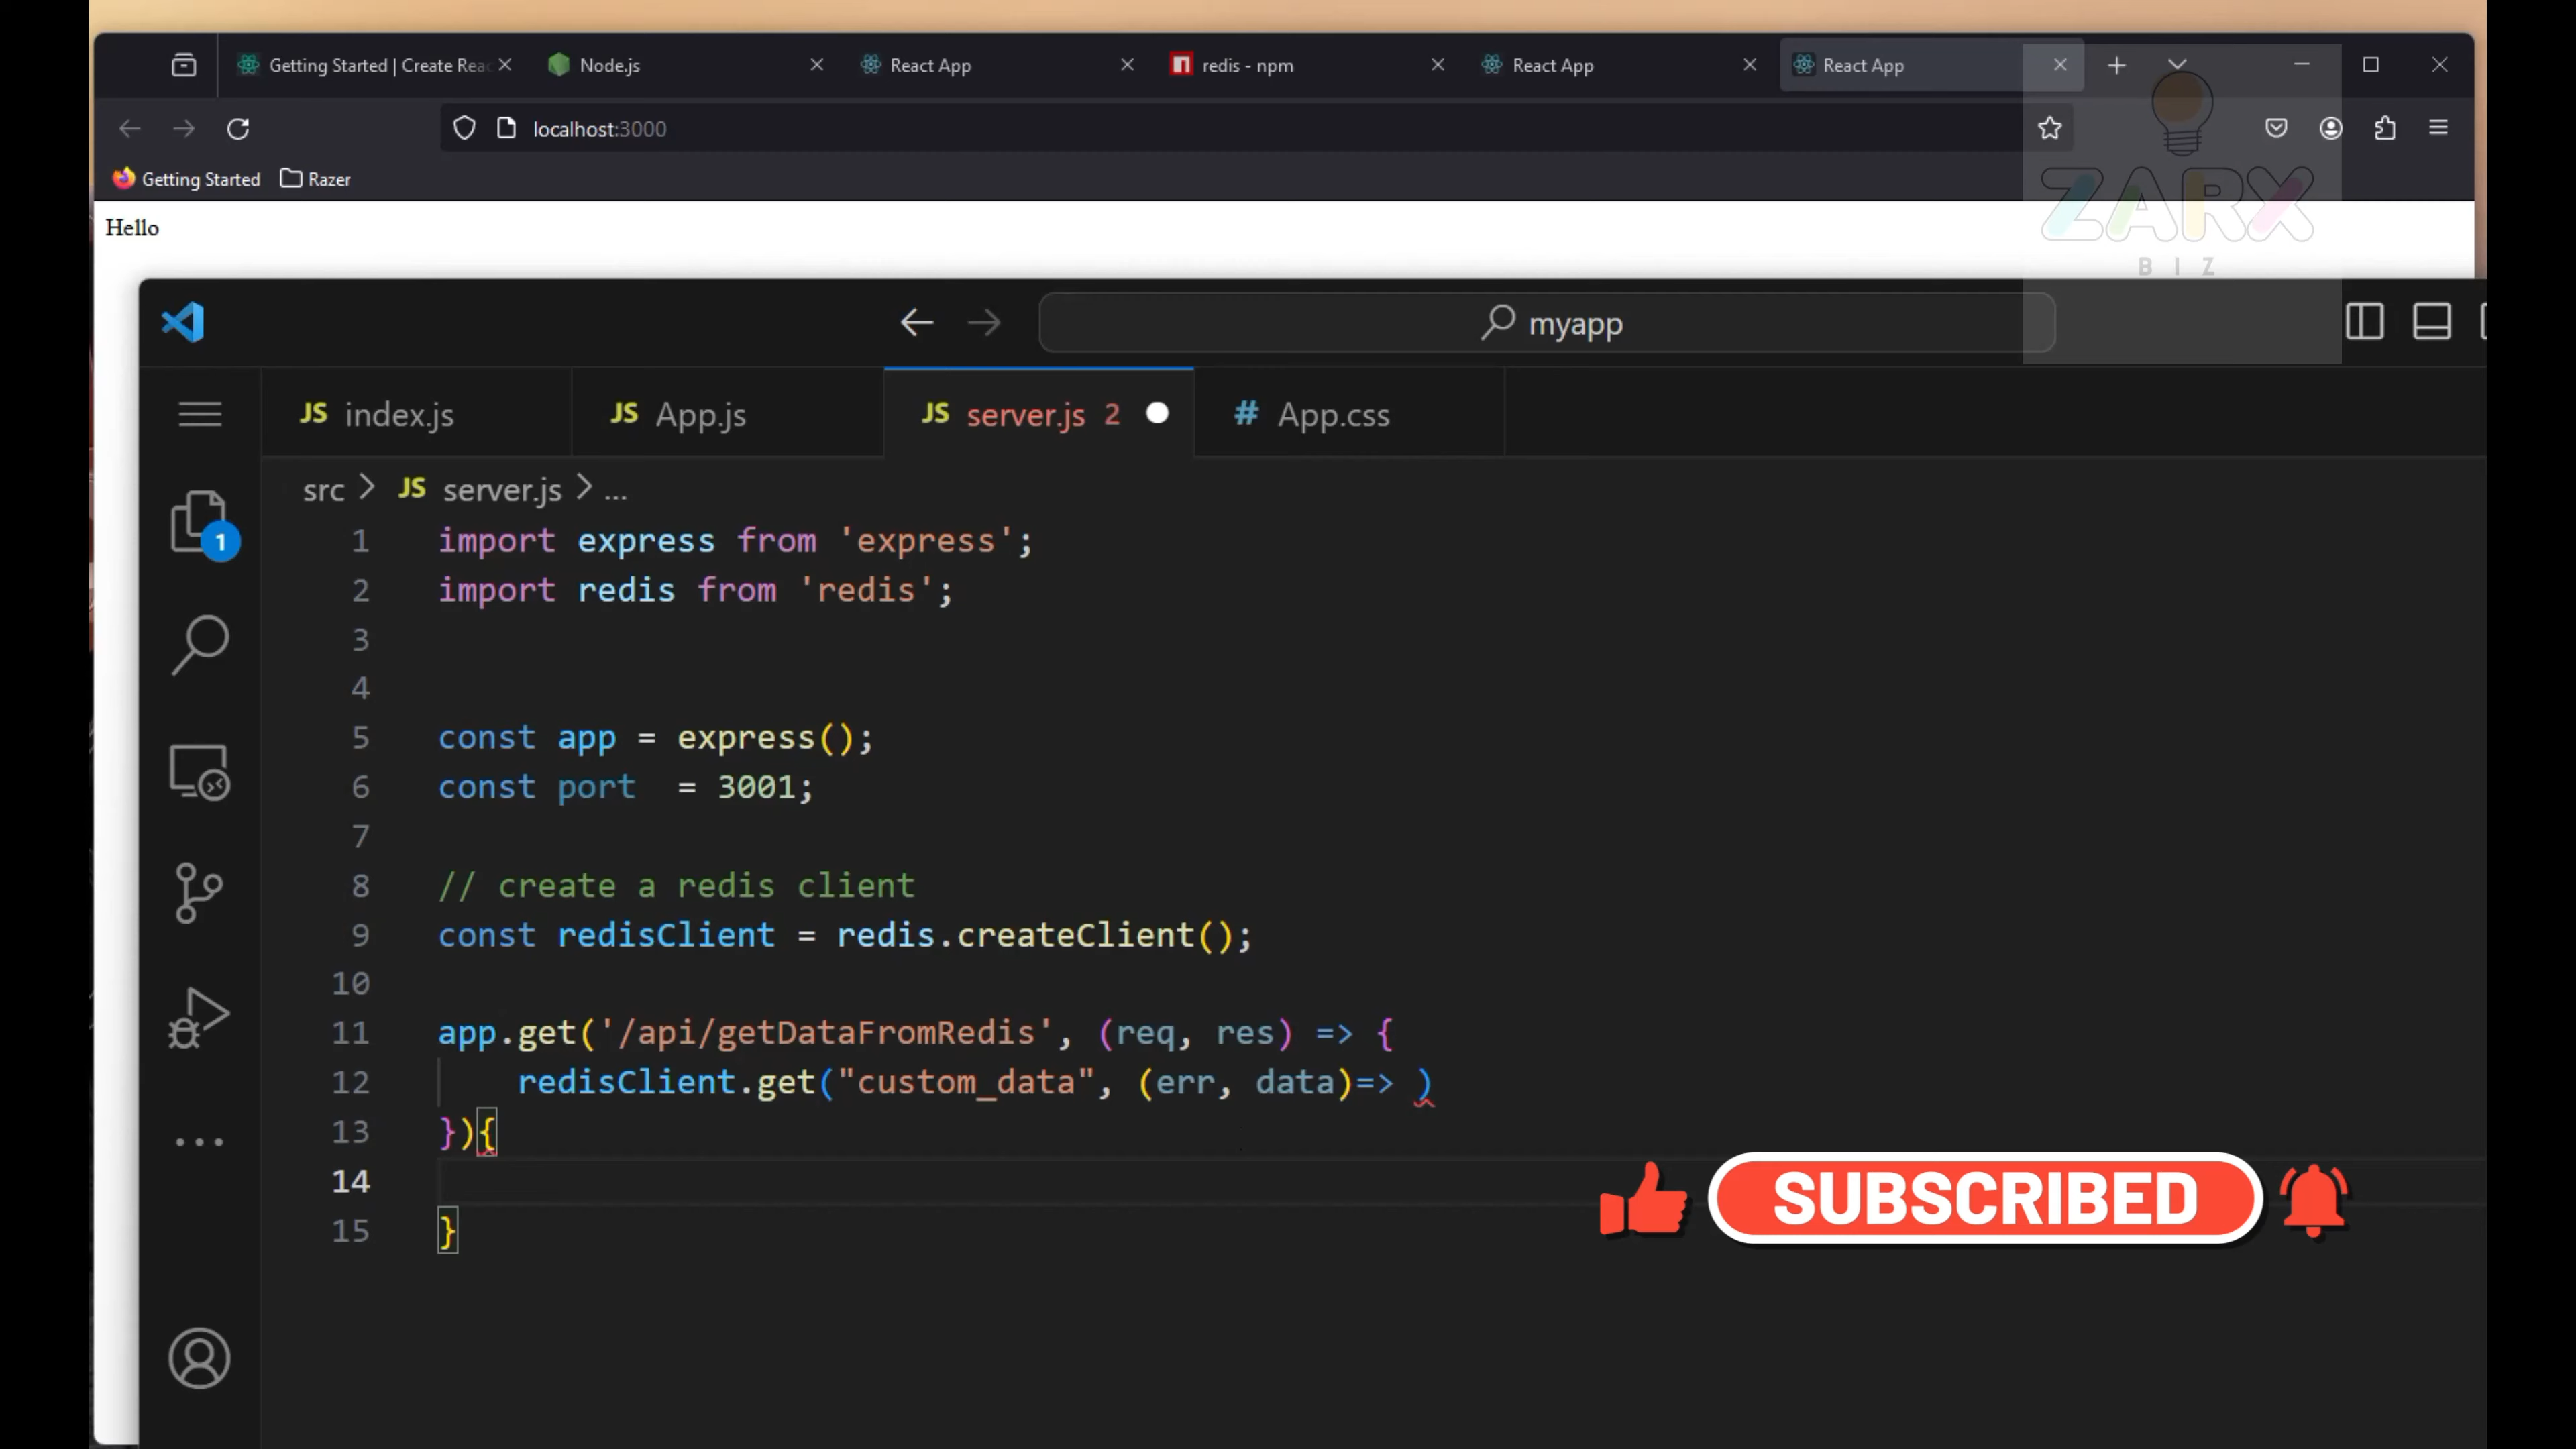 Getting Started | Create Rea
Node.js
React App
redis - npm
React App
React App
localhost:3000
Getting Started
Razer
Hello
ZARX
BIZ
myapp
JS index.js
JS App.js
JS server.js 2
# App.css
src > JS server.js > ...
1
1 import express from 'express';
2 import redis from 'redis';
3
4
5 const app = express();
6 const port  = 3001;
7
8 // create a redis client
9 const redisClient = redis.createClient();
10
11 app.get('/api/getDataFromRedis', (req, res) => {
12     redisClient.get("custom_data", (err, data)=> )
13 }){
14
15 }
SUBSCRIBED